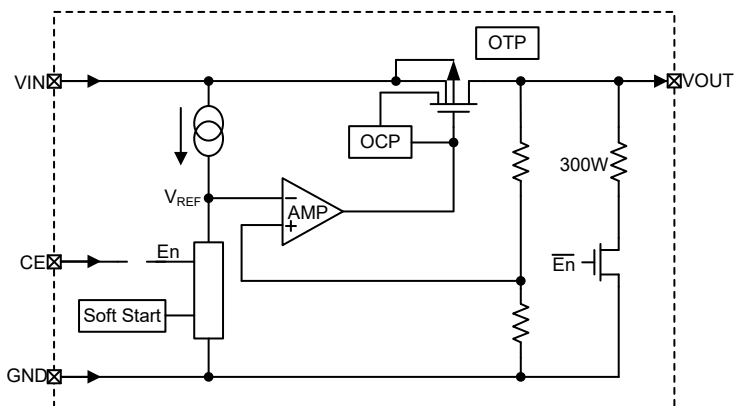 OTP
VIN
VOUT
OCP
300W
VREF
−
AMP
+
En
CE
En
Soft Start
GND